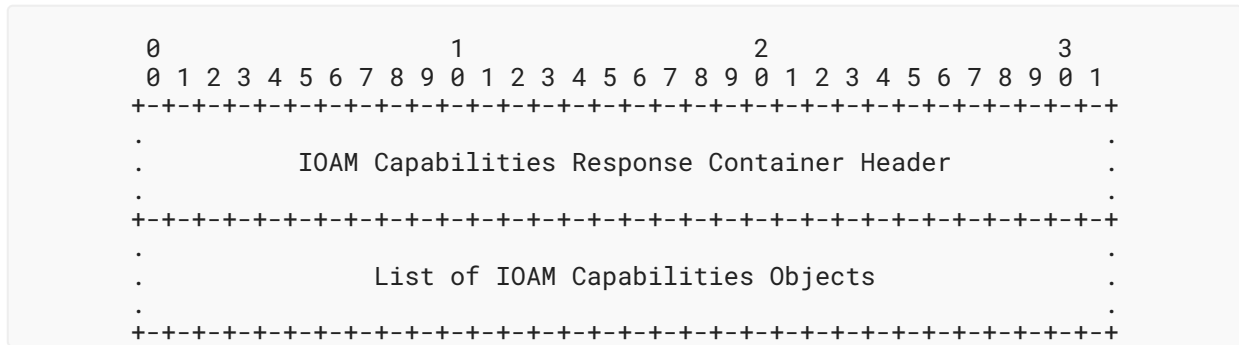 0                   1                   2                   3
 0 1 2 3 4 5 6 7 8 9 0 1 2 3 4 5 6 7 8 9 0 1 2 3 4 5 6 7 8 9 0 1
+-+-+-+-+-+-+-+-+-+-+-+-+-+-+-+-+-+-+-+-+-+-+-+-+-+-+-+-+-+-+-+-+
.                                                               .
.          IOAM Capabilities Response Container Header          .
.                                                               .
+-+-+-+-+-+-+-+-+-+-+-+-+-+-+-+-+-+-+-+-+-+-+-+-+-+-+-+-+-+-+-+-+
.                                                               .
.               List of IOAM Capabilities Objects               .
.                                                               .
+-+-+-+-+-+-+-+-+-+-+-+-+-+-+-+-+-+-+-+-+-+-+-+-+-+-+-+-+-+-+-+-+